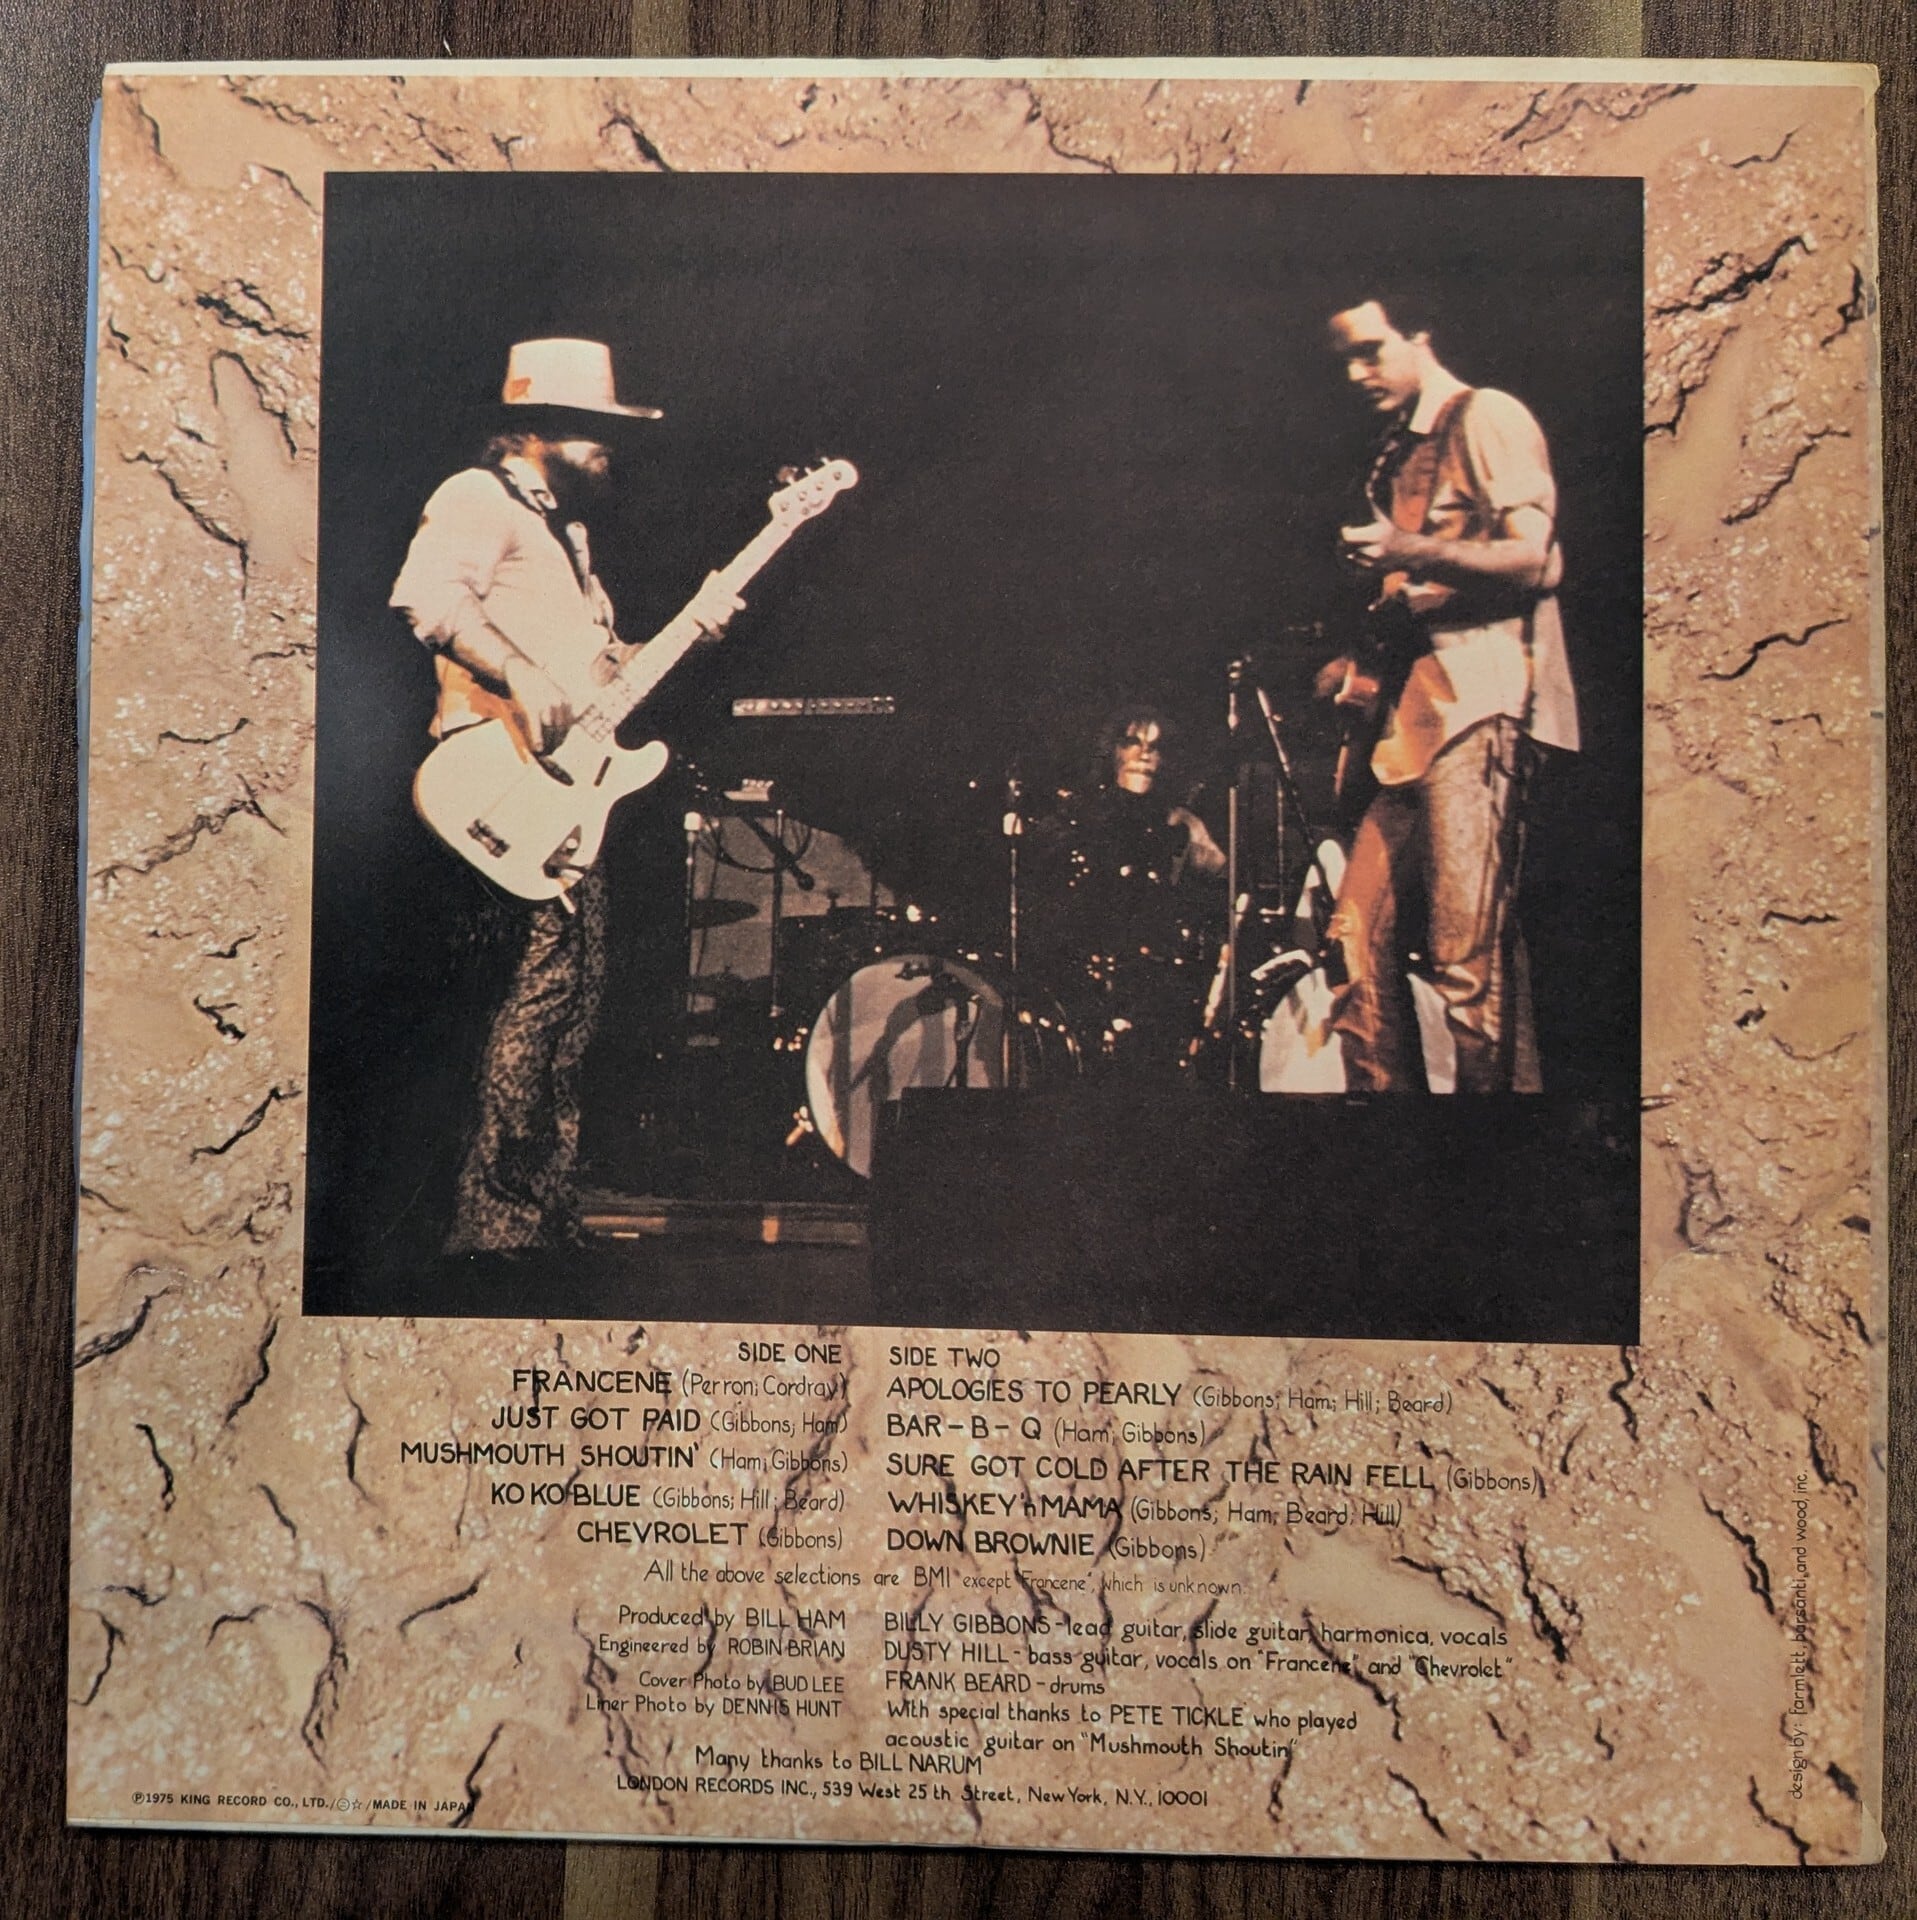 SIDE ONE
FRANCENE (Perron; Cordray)
JUST GOT PAID (Gibbons; Ham)
MUSHMOUTH SHOUTIN' (Ham; Gibbons)
KO KO BLUE (Gibbons; Hill; Beard)
CHEVROLET (Gibbons)
SIDE TWO
APOLOGIES TO PEARLY (Gibbons; Ham; Hill; Beard)
BAR-B-Q (Ham; Gibbons)
SURE GOT COLD AFTER THE RAIN FELL (Gibbons)
WHISKEY 'n MAMA (Gibbons; Ham; Beard; Hill)
DOWN BROWNIE (Gibbons)
All the above selections are BMI except "Francene", which is unknown.
Produced by BILL HAM
Engineered by ROBIN BRIAN
Cover Photo by BUD LEE
Liner Photo by DENNIS HUNT
BILLY GIBBONS - lead guitar, slide guitar, harmonica, vocals
DUSTY HILL - bass guitar, vocals on "Francene" and "Chevrolet"
FRANK BEARD - drums
With special thanks to PETE TICKLE who played
acoustic guitar on "Mushmouth Shoutin'"
Many thanks to BILL NARUM
LONDON RECORDS INC., 539 West 25 th Street, New York, N.Y., 10001
℗1975 KING RECORD CO., LTD./㊀☆/MADE IN JAPAN
design by: farmlett, barsanti, and wood, inc.